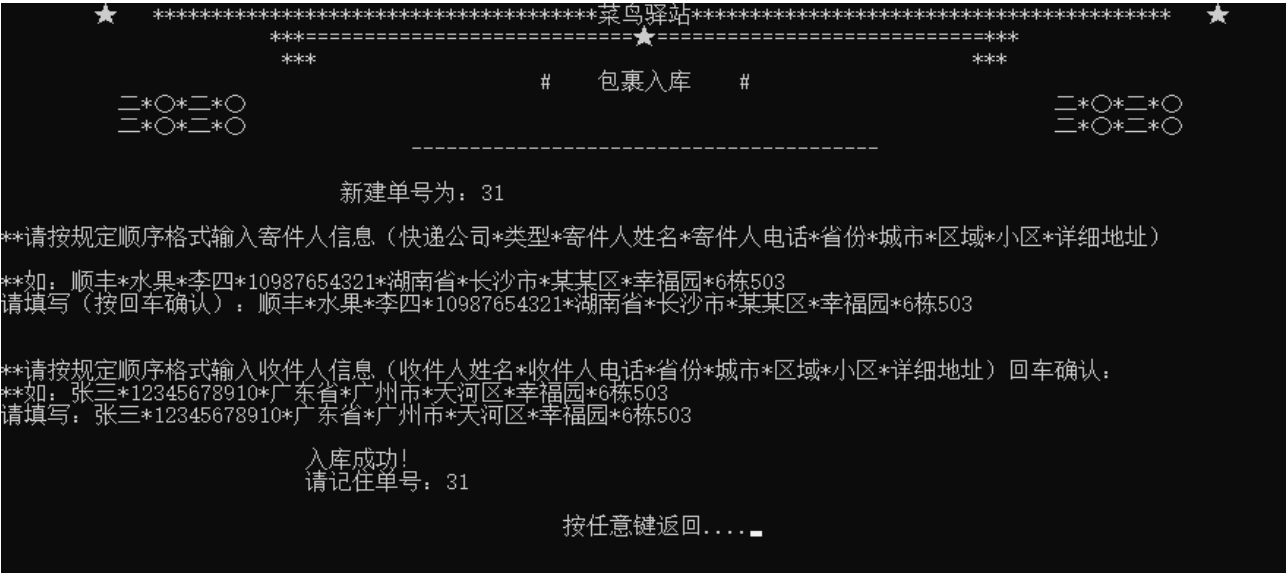 ★ **************************************菜鸟驿站***************************************** ★
***============================★============================***
*** ***
# 包裹入库 #
二*〇*二*〇 二*〇*二*〇
二*〇*二*〇 二*〇*二*〇
----------------------------------------
新建单号为：31
**请按规定顺序格式输入寄件人信息（快递公司*类型*寄件人姓名*寄件人电话*省份*城市*区域*小区*详细地址）
**如：顺丰*水果*李四*10987654321*湖南省*长沙市*某某区*幸福园*6栋503
请填写（按回车确认）：顺丰*水果*李四*10987654321*湖南省*长沙市*某某区*幸福园*6栋503
**请按规定顺序格式输入收件人信息（收件人姓名*收件人电话*省份*城市*区域*小区*详细地址）回车确认：
**如：张三*12345678910*广东省*广州市*天河区*幸福园*6栋503
请填写：张三*12345678910*广东省*广州市*天河区*幸福园*6栋503
入库成功!
请记住单号：31
按任意键返回....